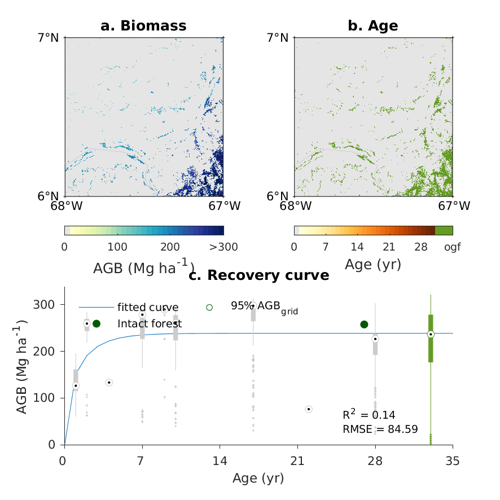 a. Biomass
b. Age
7°N
6°N
68°W 67°W
7°N
6°N
68°W 67°W
0 100 200 >300
AGB (Mg ha⁻¹)
0 7 14 21 28 ogf
Age (yr)
c. Recovery curve
fitted curve
95% AGBgrid
Intact forest
AGB (Mg ha⁻¹)
300
200
100
0
R² = 0.14
RMSE = 84.59
0 7 14 21 28 35
Age (yr)